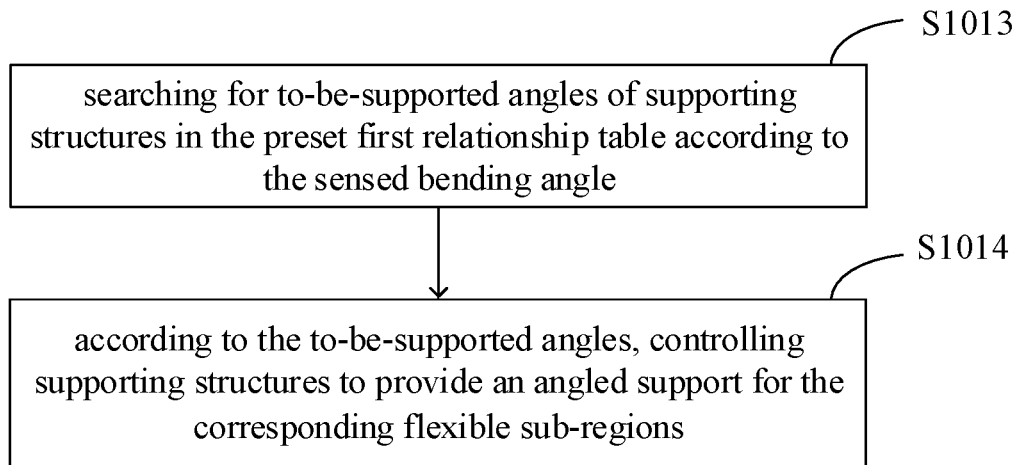 S1013
searching for to-be-supported angles of supporting
structures in the preset first relationship table according to
the sensed bending angle
S1014
according to the to-be-supported angles, controlling
supporting structures to provide an angled support for the
corresponding flexible sub-regions